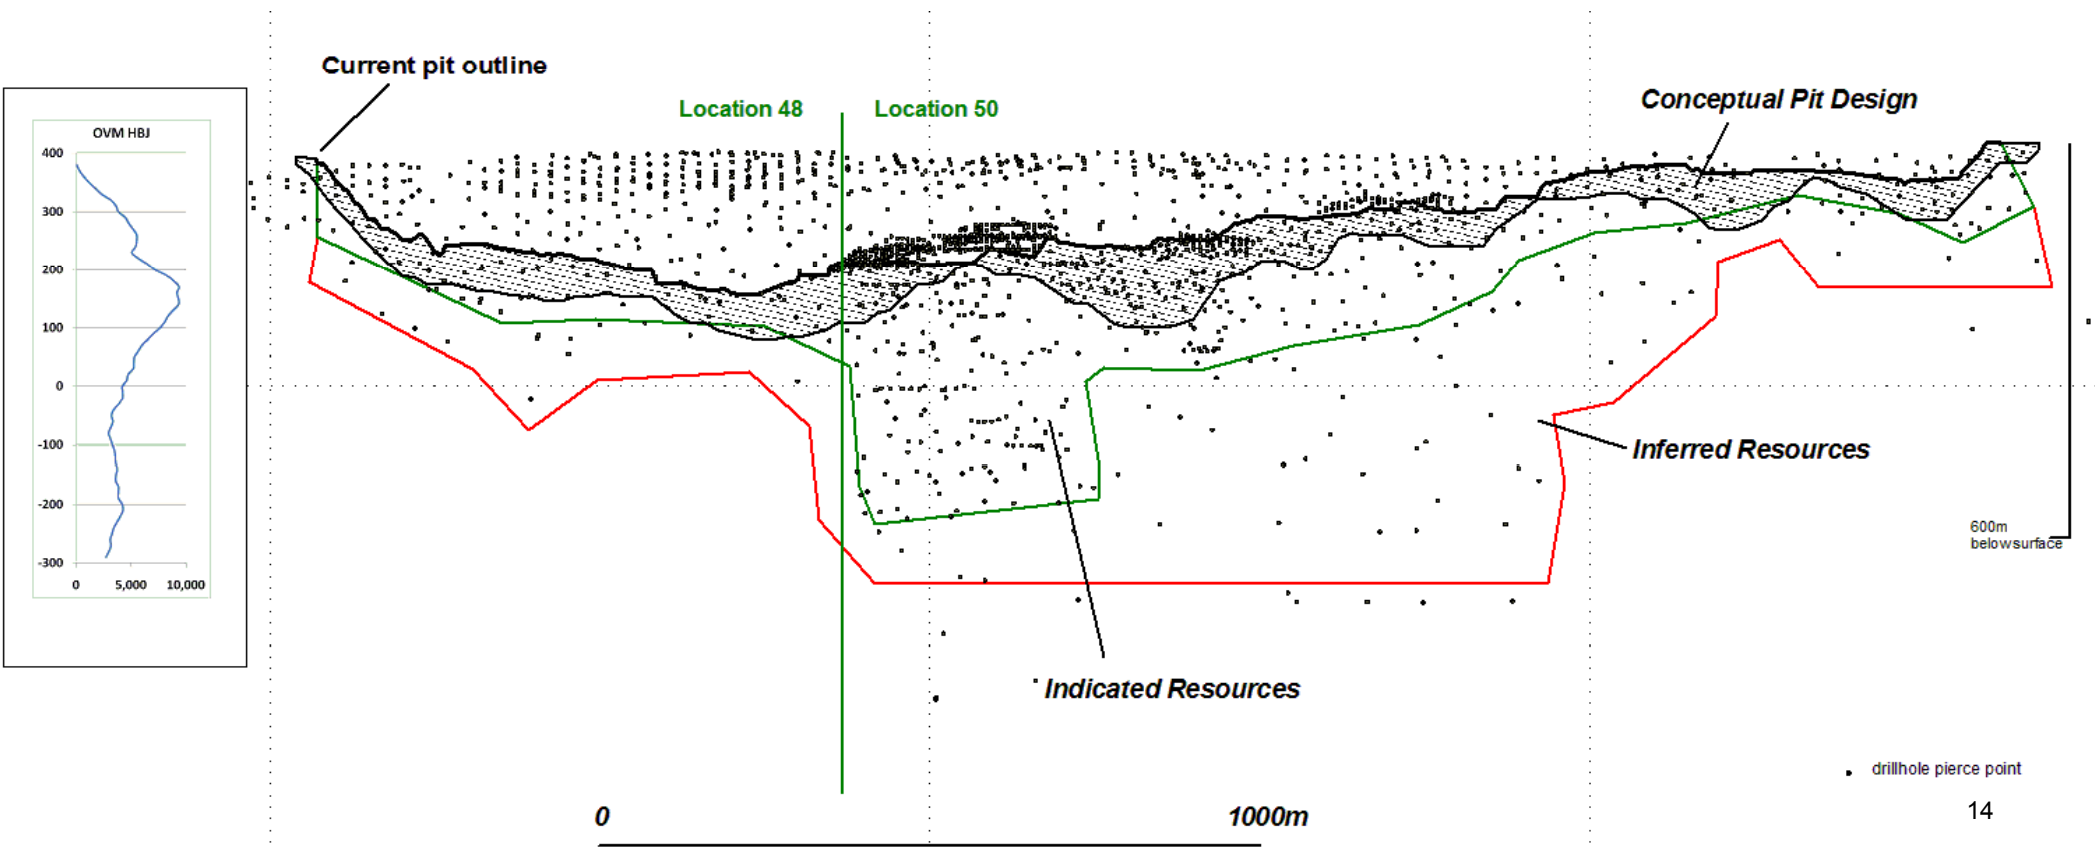 Current pit outline
Location 48
Location 50
Conceptual Pit Design
OVM HBJ
400
300
200
100
0
-100
-200
-300
0 5,000 10,000
Inferred Resources
600m
belowsurface
Indicated Resources
drillhole pierce point
0
1000m
14